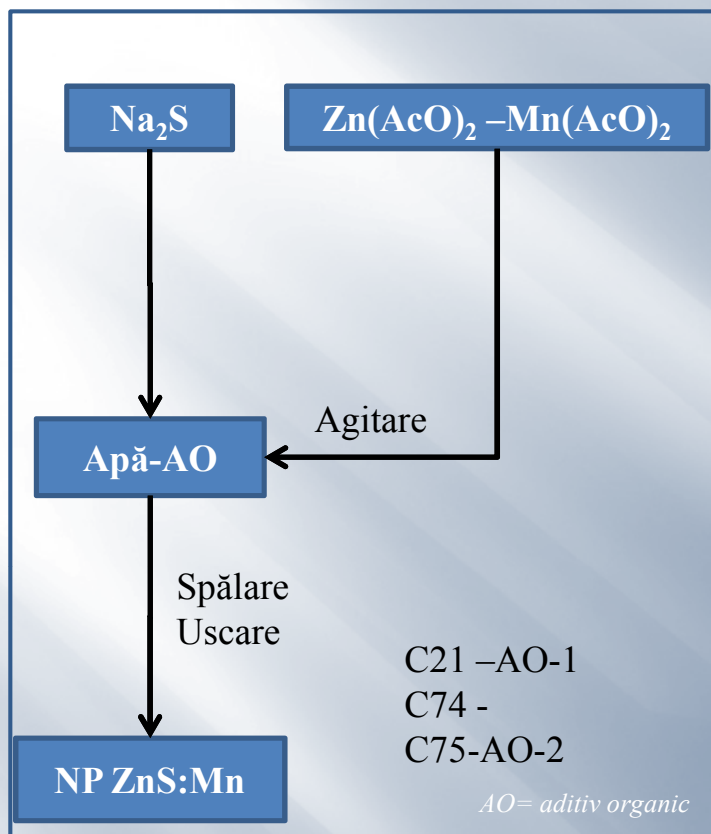 Na₂S
Zn(AcO)₂ –Mn(AcO)₂
Agitare
Apă-AO
Spălare
Uscare
C21 –AO-1
C74 -
C75-AO-2
NP ZnS:Mn
AO= aditiv organic